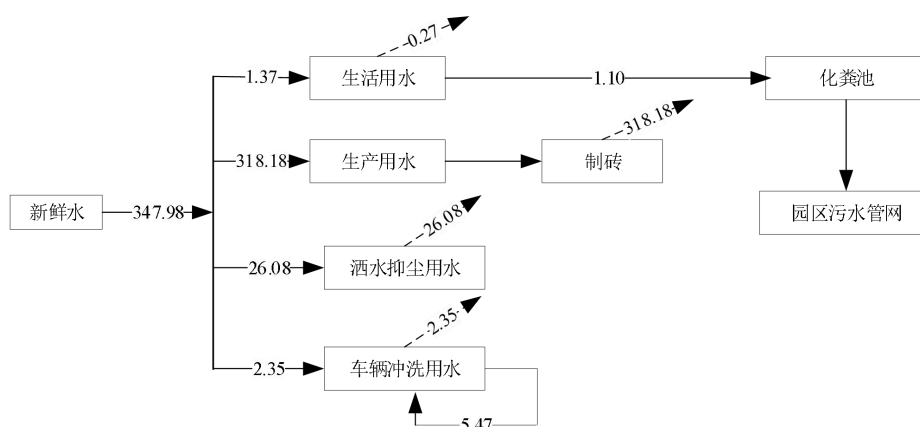 0.27
1.37
生活用水
1.10
化粪池
318.18
318.18
生产用水
制砖
新鲜水
347.98
园区污水管网
26.08
26.08
洒水抑尘用水
2.35
2.35
车辆冲洗用水
5.47